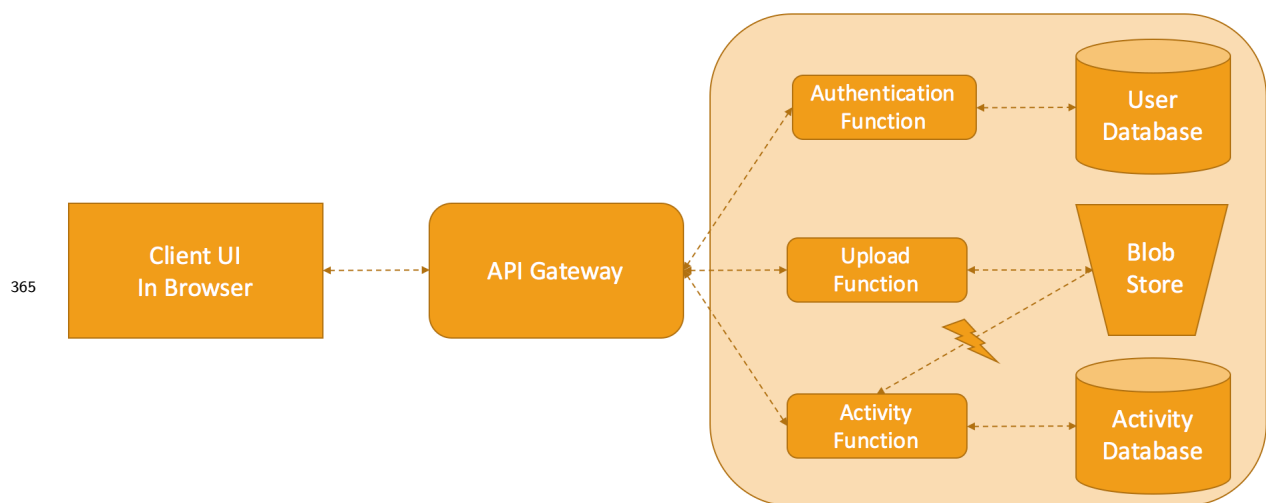 Authentication
Function
User
Database
Client UI
In Browser
API Gateway
Upload
Function
Blob
Store
365
Activity
Function
Activity
Database